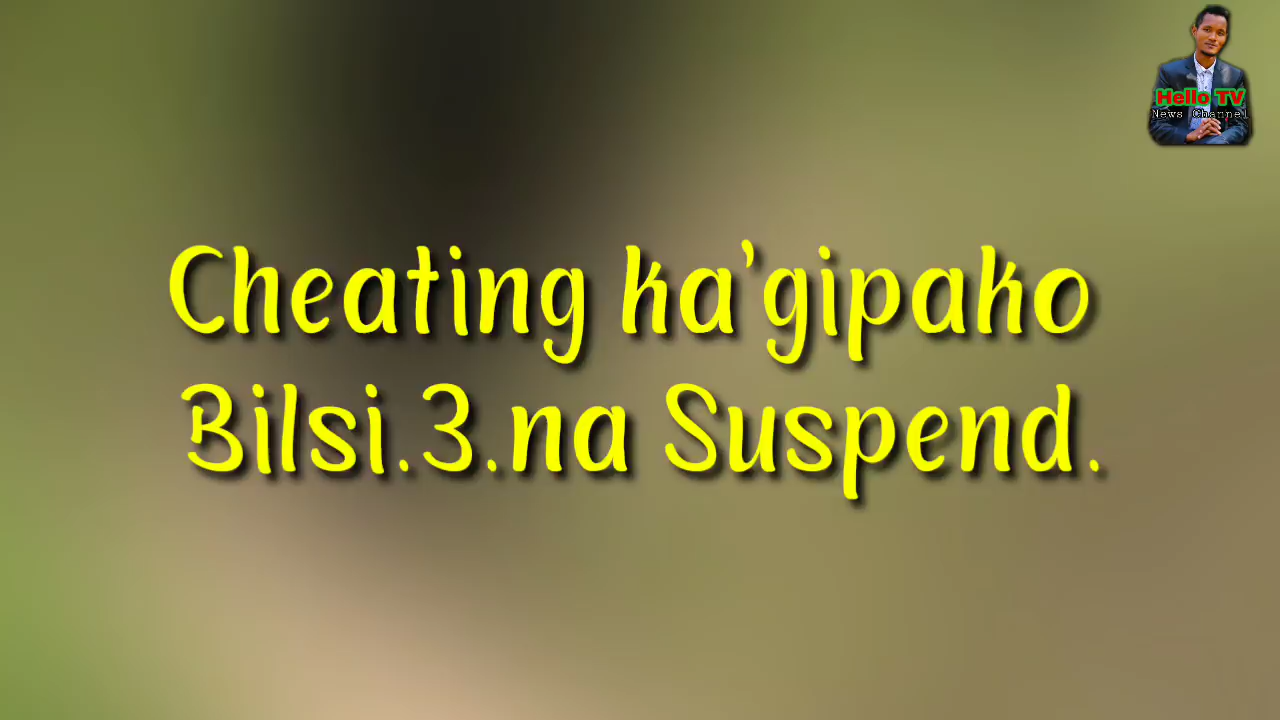 Hello TV
News Channel
Cheating ka'gipako
Bilsi.3.na Suspend.